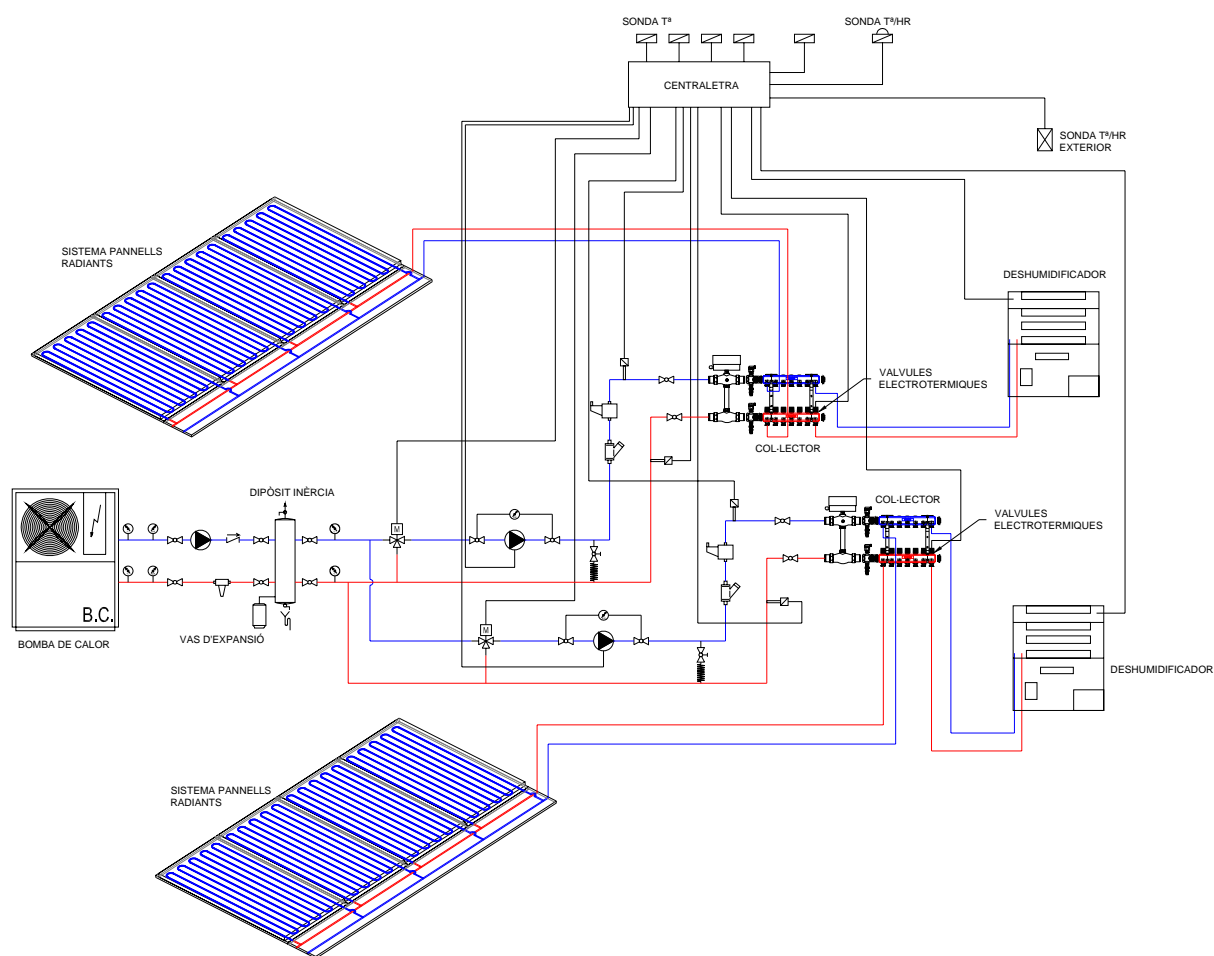 SONDA Tª
SONDA Tª/HR
CENTRALETRA
SONDA Tª/HR
EXTERIOR
SISTEMA PANNELLS
RADIANTS
DESHUMIDIFICADOR
VALVULES
ELECTROTERMIQUES
COL·LECTOR
DIPÒSIT INÈRCIA
COL·LECTOR
VALVULES
ELECTROTERMIQUES
M
M
B.C.
BOMBA DE CALOR
VAS D'EXPANSIÓ
DESHUMIDIFICADOR
SISTEMA PANNELLS
RADIANTS